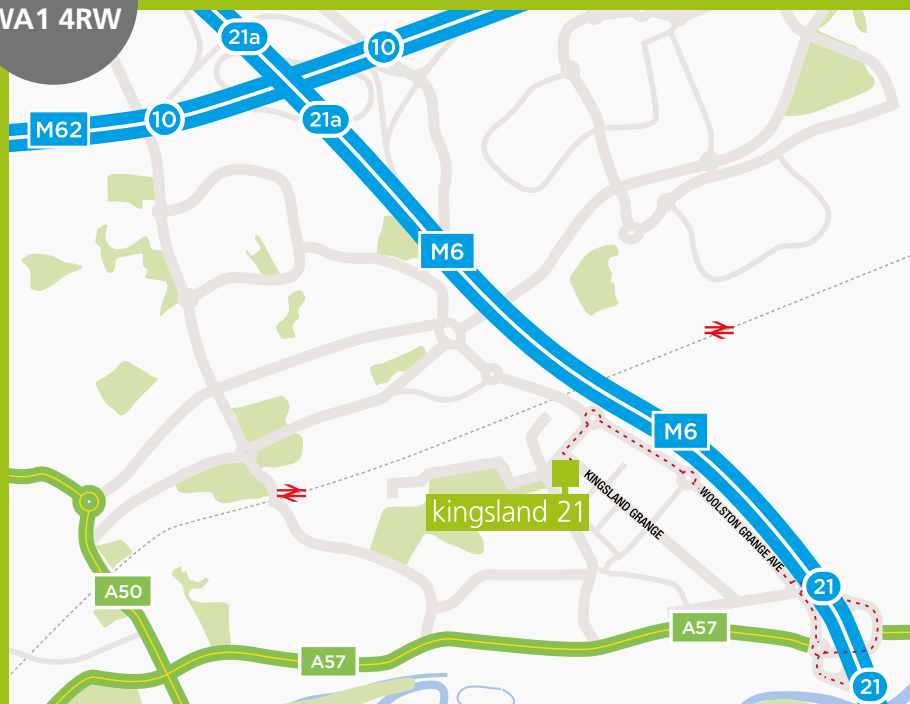 WA1 4RW
21a
10
10
M62
21a
M6
M6
kingsland 21
KINGSLAND GRANGE
WOOLSTON GRANGE AVE
A50
21
A57
A57
21